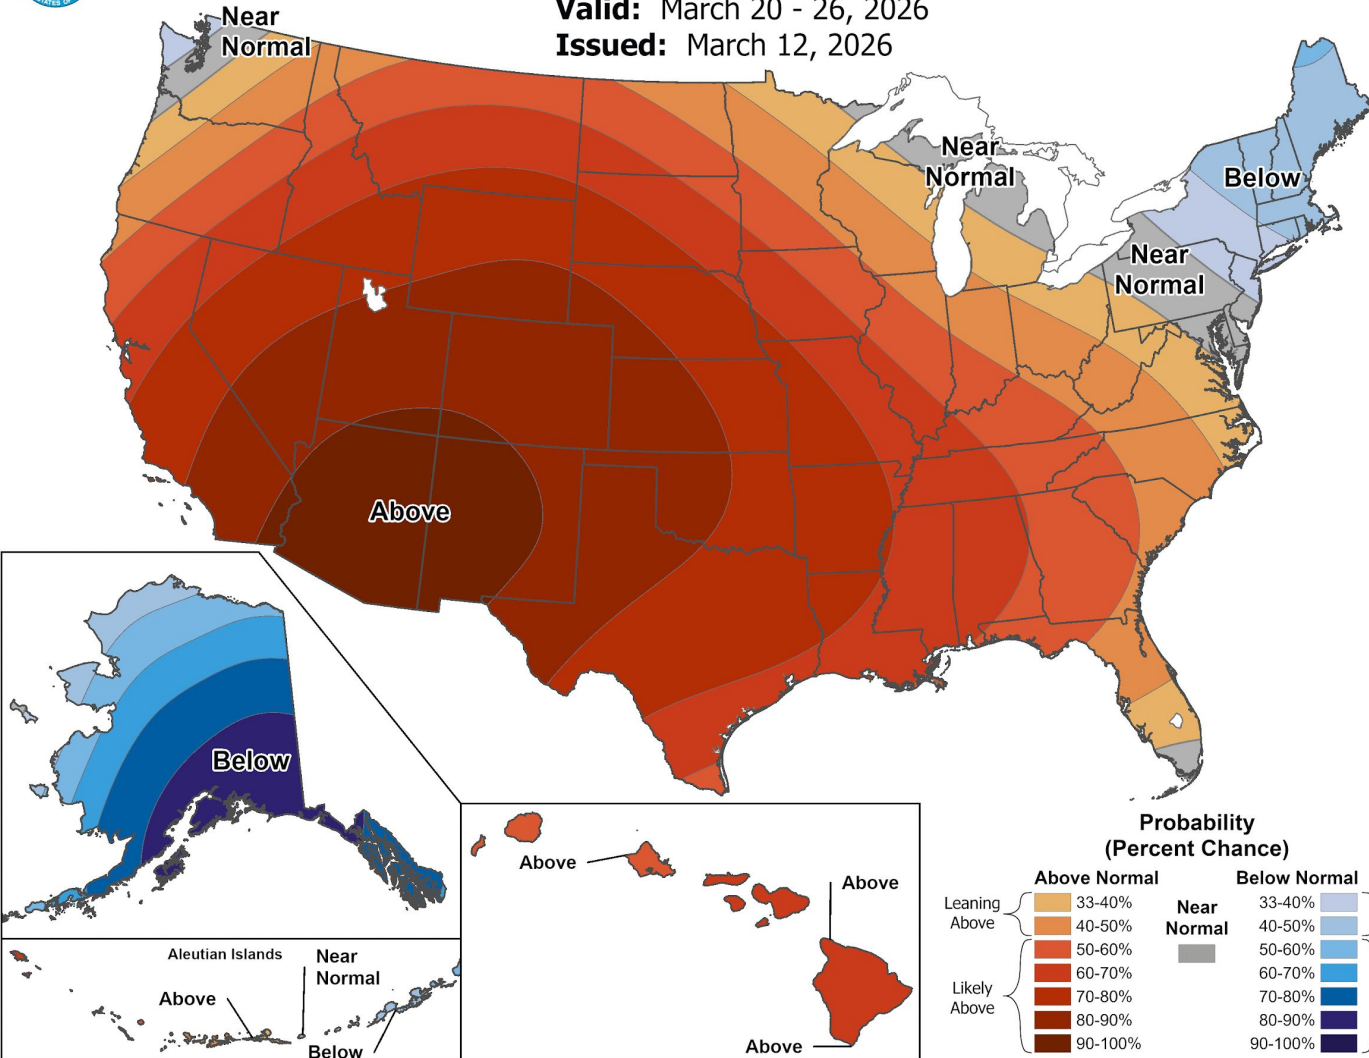 Valid: March 20 - 26, 2026
Issued: March 12, 2026
Near
Normal
Near
Normal
Below
Near
Normal
Above
Below
Aleutian Islands
Near
Normal
Above
Below
Above
Above
Above
Probability
(Percent Chance)
Above Normal
Below Normal
Leaning
Above
Likely
Above
33-40%
40-50%
50-60%
60-70%
70-80%
80-90%
90-100%
Near
Normal
33-40%
40-50%
50-60%
60-70%
70-80%
80-90%
90-100%